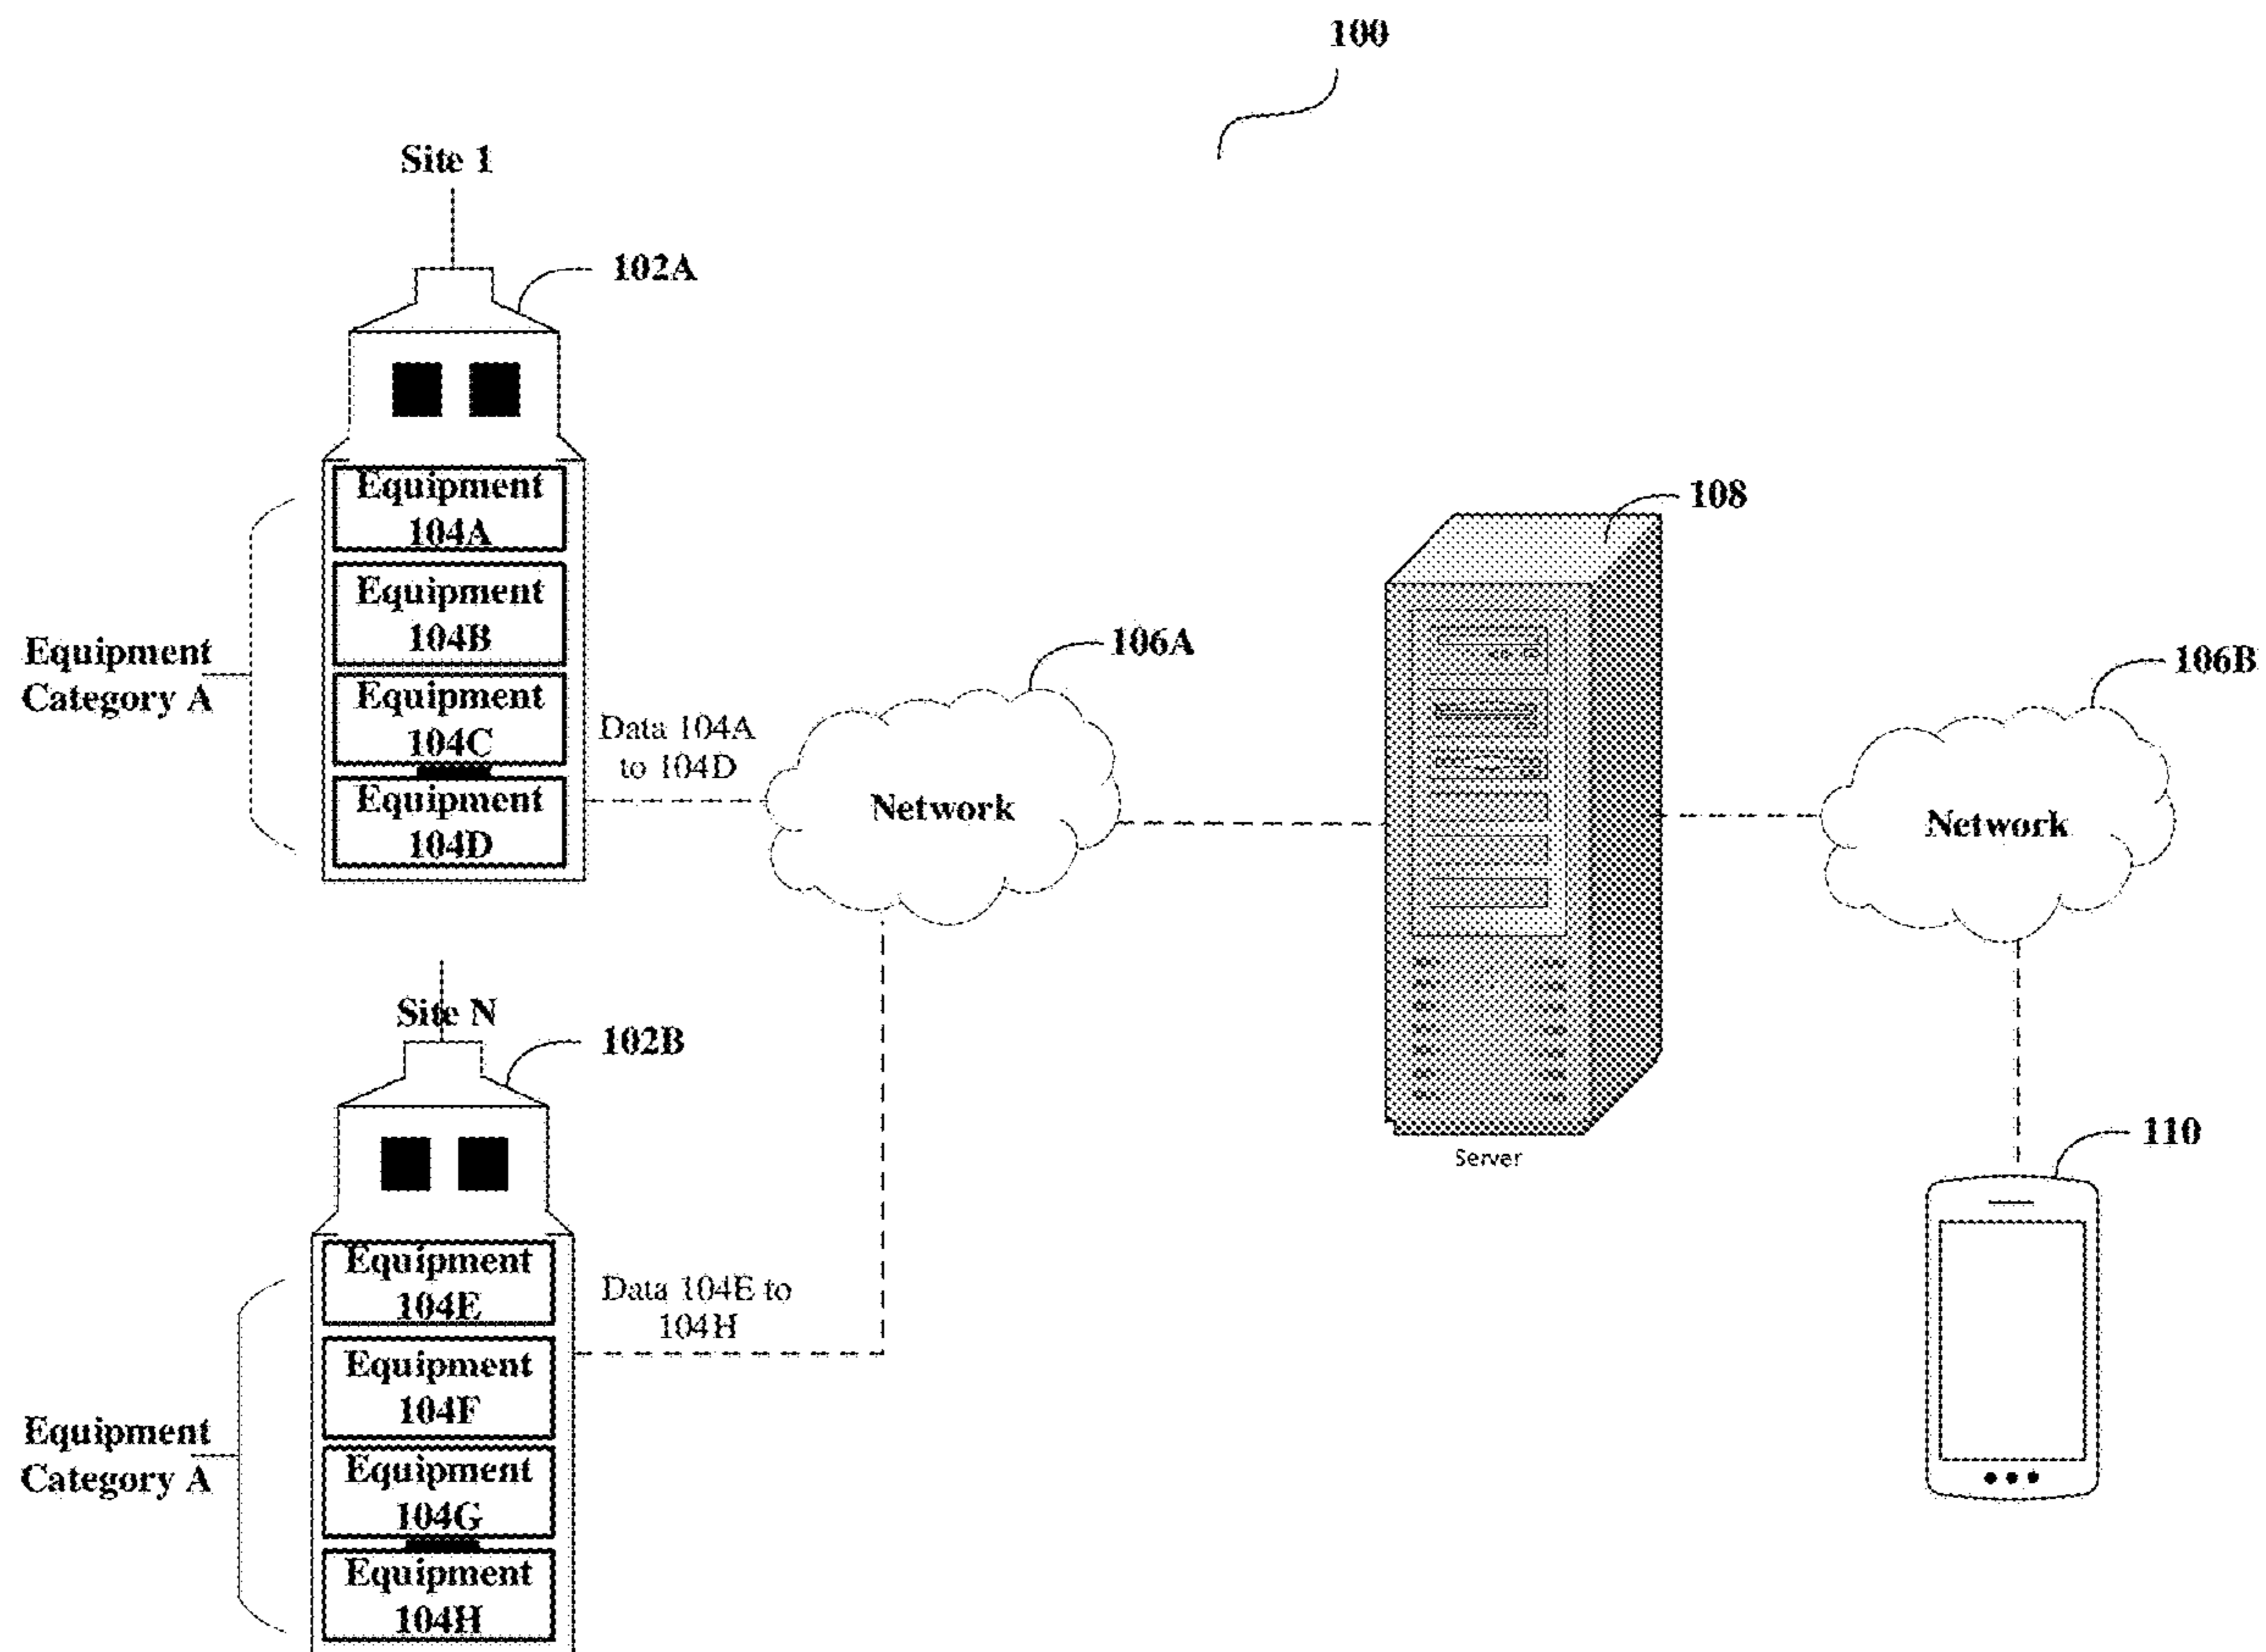 100
Site 1
102A
Equipment
104A
Equipment
104B
Equipment
104C
Equipment
104D
Equipment
Category A
Data 104A
to 104D
106A
Network
108
Server
106B
Network
110
Site N
102B
Equipment
104E
Equipment
104F
Equipment
104G
Equipment
104H
Equipment
Category A
Data 104E to
104H